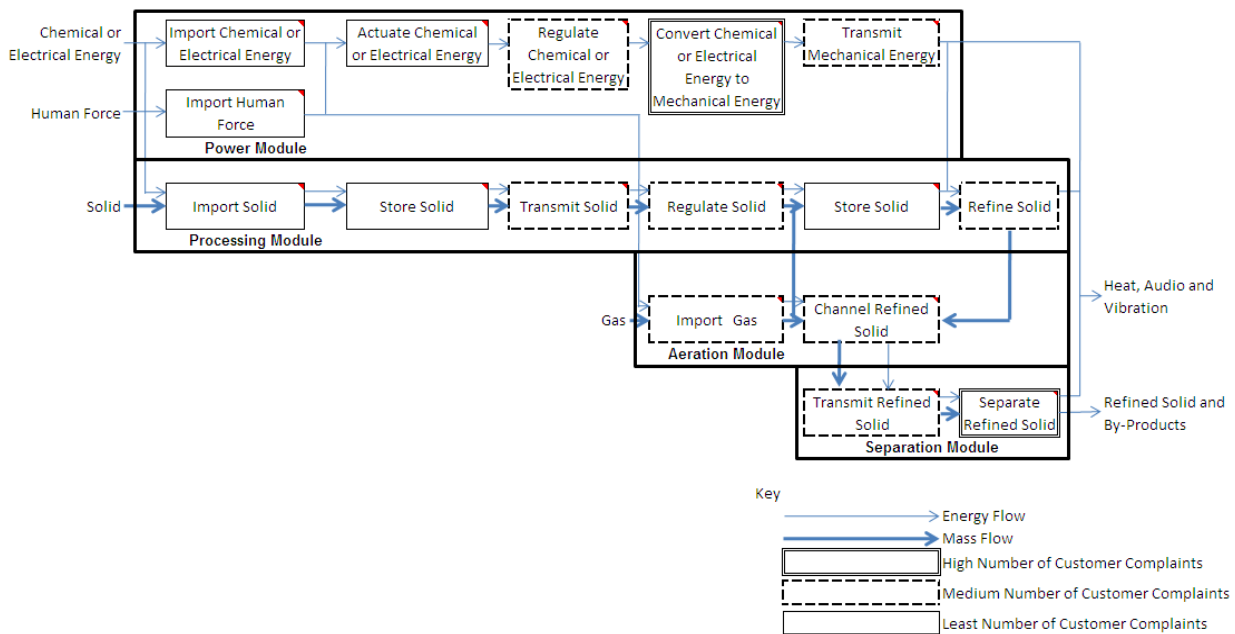 Chemical or
Electrical Energy
Import Chemical or
Electrical Energy
Actuate Chemical
or Electrical Energy
Regulate
Chemical or
Electrical Energy
Convert Chemical
or Electrical
Energy to
Mechanical Energy
Transmit
Mechanical Energy
Human Force
Import Human
Force
Power Module
Solid
Import Solid
Store Solid
Transmit Solid
Regulate Solid
Store Solid
Refine Solid
Processing Module
Gas
Import Gas
Channel Refined
Solid
Aeration Module
Heat, Audio and
Vibration
Transmit Refined
Solid
Separate
Refined Solid
Separation Module
Refined Solid and
By-Products
Key
Energy Flow
Mass Flow
High Number of Customer Complaints
Medium Number of Customer Complaints
Least Number of Customer Complaints